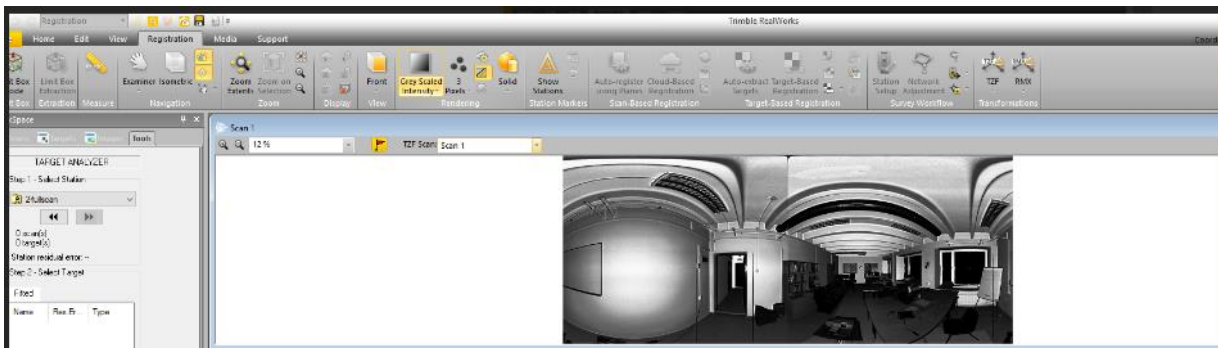 Registration
Trimble RealWorks
Home Edit View Registration Media Support
Limit Box Extraction
Examiner Isometric
Zoom Extents
Zoom on Selection
Front
Grey Scaled Intensity
3 Pixels
Solid
Show Stations
Auto-register using Planes
Cloud-Based Registration
Auto-extract Targets
Target-Based Registration
Station Setup
Network Adjustment
TZF
RMX
Extraction Measure Navigation Zoom Display View Rendering Station Markers Scan-Based Registration Target-Based Registration Survey Workflow Transformations
Tools
Scan 1
12 %
TZF Scan: Scan 1
TARGET ANALYZER
Step 1 - Select Station
2fullscan
0 scan(s)
0 target(s)
Station residual error: --
Step 2 - Select Target
Fitted
Name Res.Er... Type